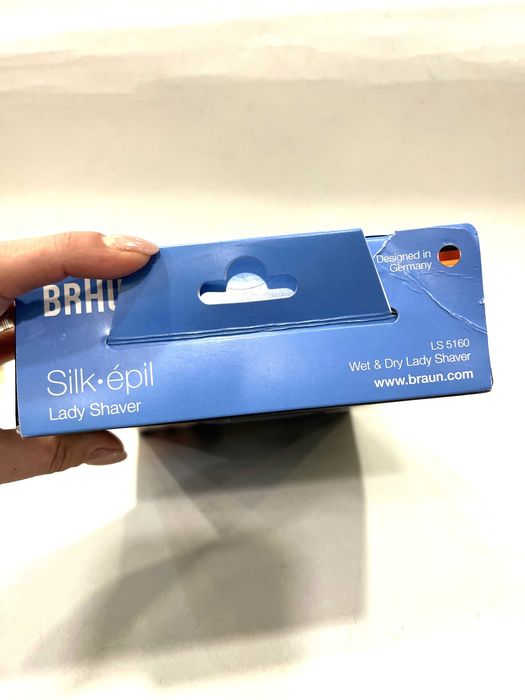 Designed in
Germany
Silk·épil
Lady Shaver
LS 5160
Wet & Dry Lady Shaver
www.braun.com